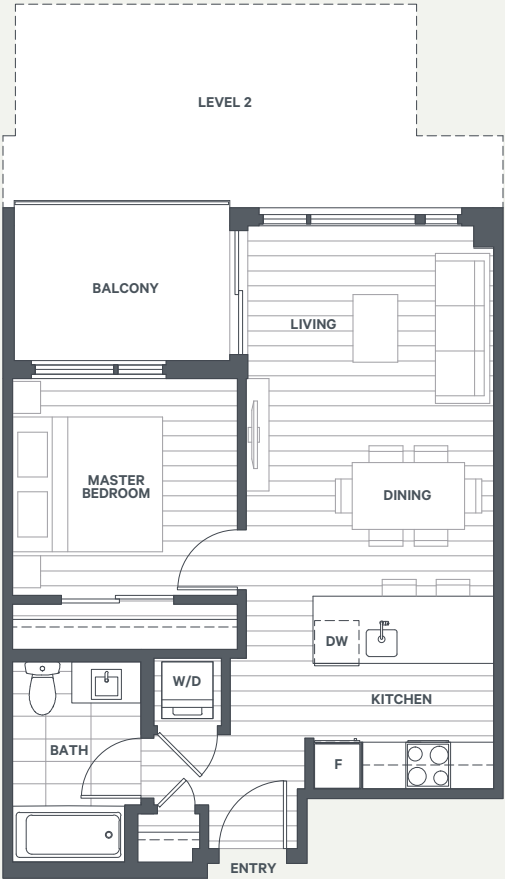 LEVEL 2
BALCONY
LIVING
MASTER
BEDROOM
DINING
DW
W/D
KITCHEN
BATH
F
ENTRY